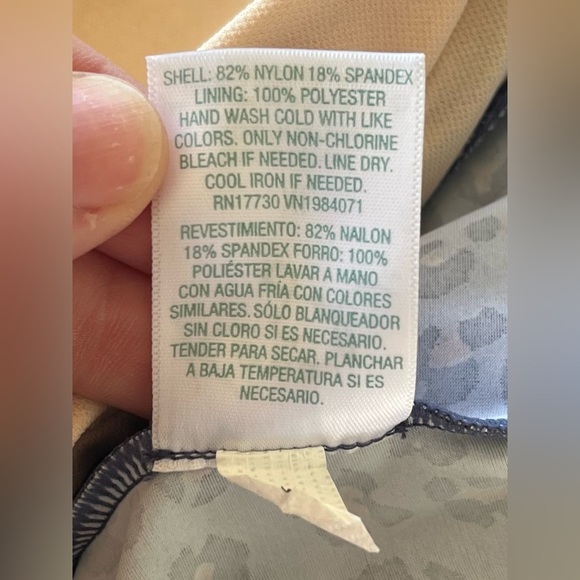 SHELL: 82% NYLON 18% SPANDEX
LINING: 100% POLYESTER
HAND WASH COLD WITH LIKE
COLORS. ONLY NON-CHLORINE
BLEACH IF NEEDED. LINE DRY.
COOL IRON IF NEEDED.
RN17730 VN1984071
REVESTIMIENTO: 82% NAILON
18% SPANDEX FORRO: 100%
POLIÉSTER LAVAR A MANO
CON AGUA FRÍA CON COLORES
SIMILARES. SÓLO BLANQUEADOR
SIN CLORO SI ES NECESARIO.
TENDER PARA SECAR. PLANCHAR
A BAJA TEMPERATURA SI ES
NECESARIO.